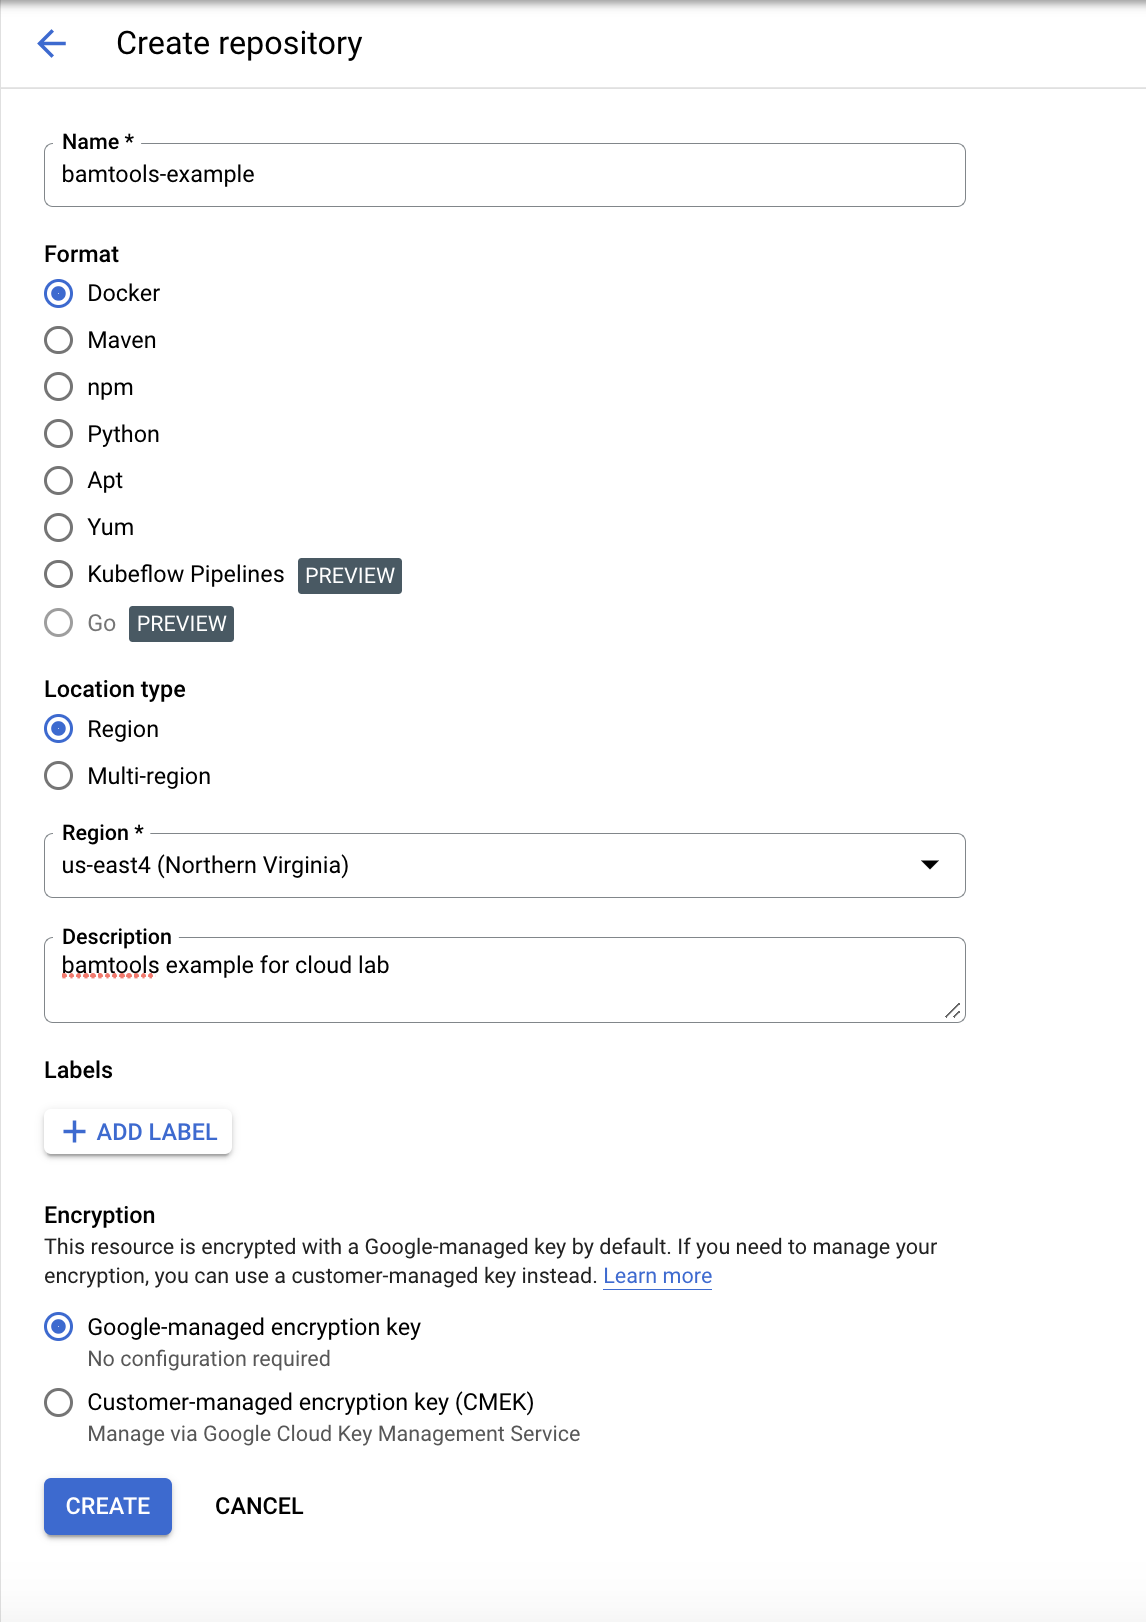 Create repository
Name *
bamtools-example
Format
Docker
Maven
npm
Python
Apt
Yum
Kubeflow Pipelines PREVIEW
Go PREVIEW
Location type
Region
Multi-region
Region *
us-east4 (Northern Virginia)
Description
bamtools example for cloud lab
Labels
ADD LABEL
Encryption
This resource is encrypted with a Google-managed key by default. If you need to manage your
encryption, you can use a customer-managed key instead. Learn more
Google-managed encryption key
No configuration required
Customer-managed encryption key (CMEK)
Manage via Google Cloud Key Management Service
CREATE CANCEL